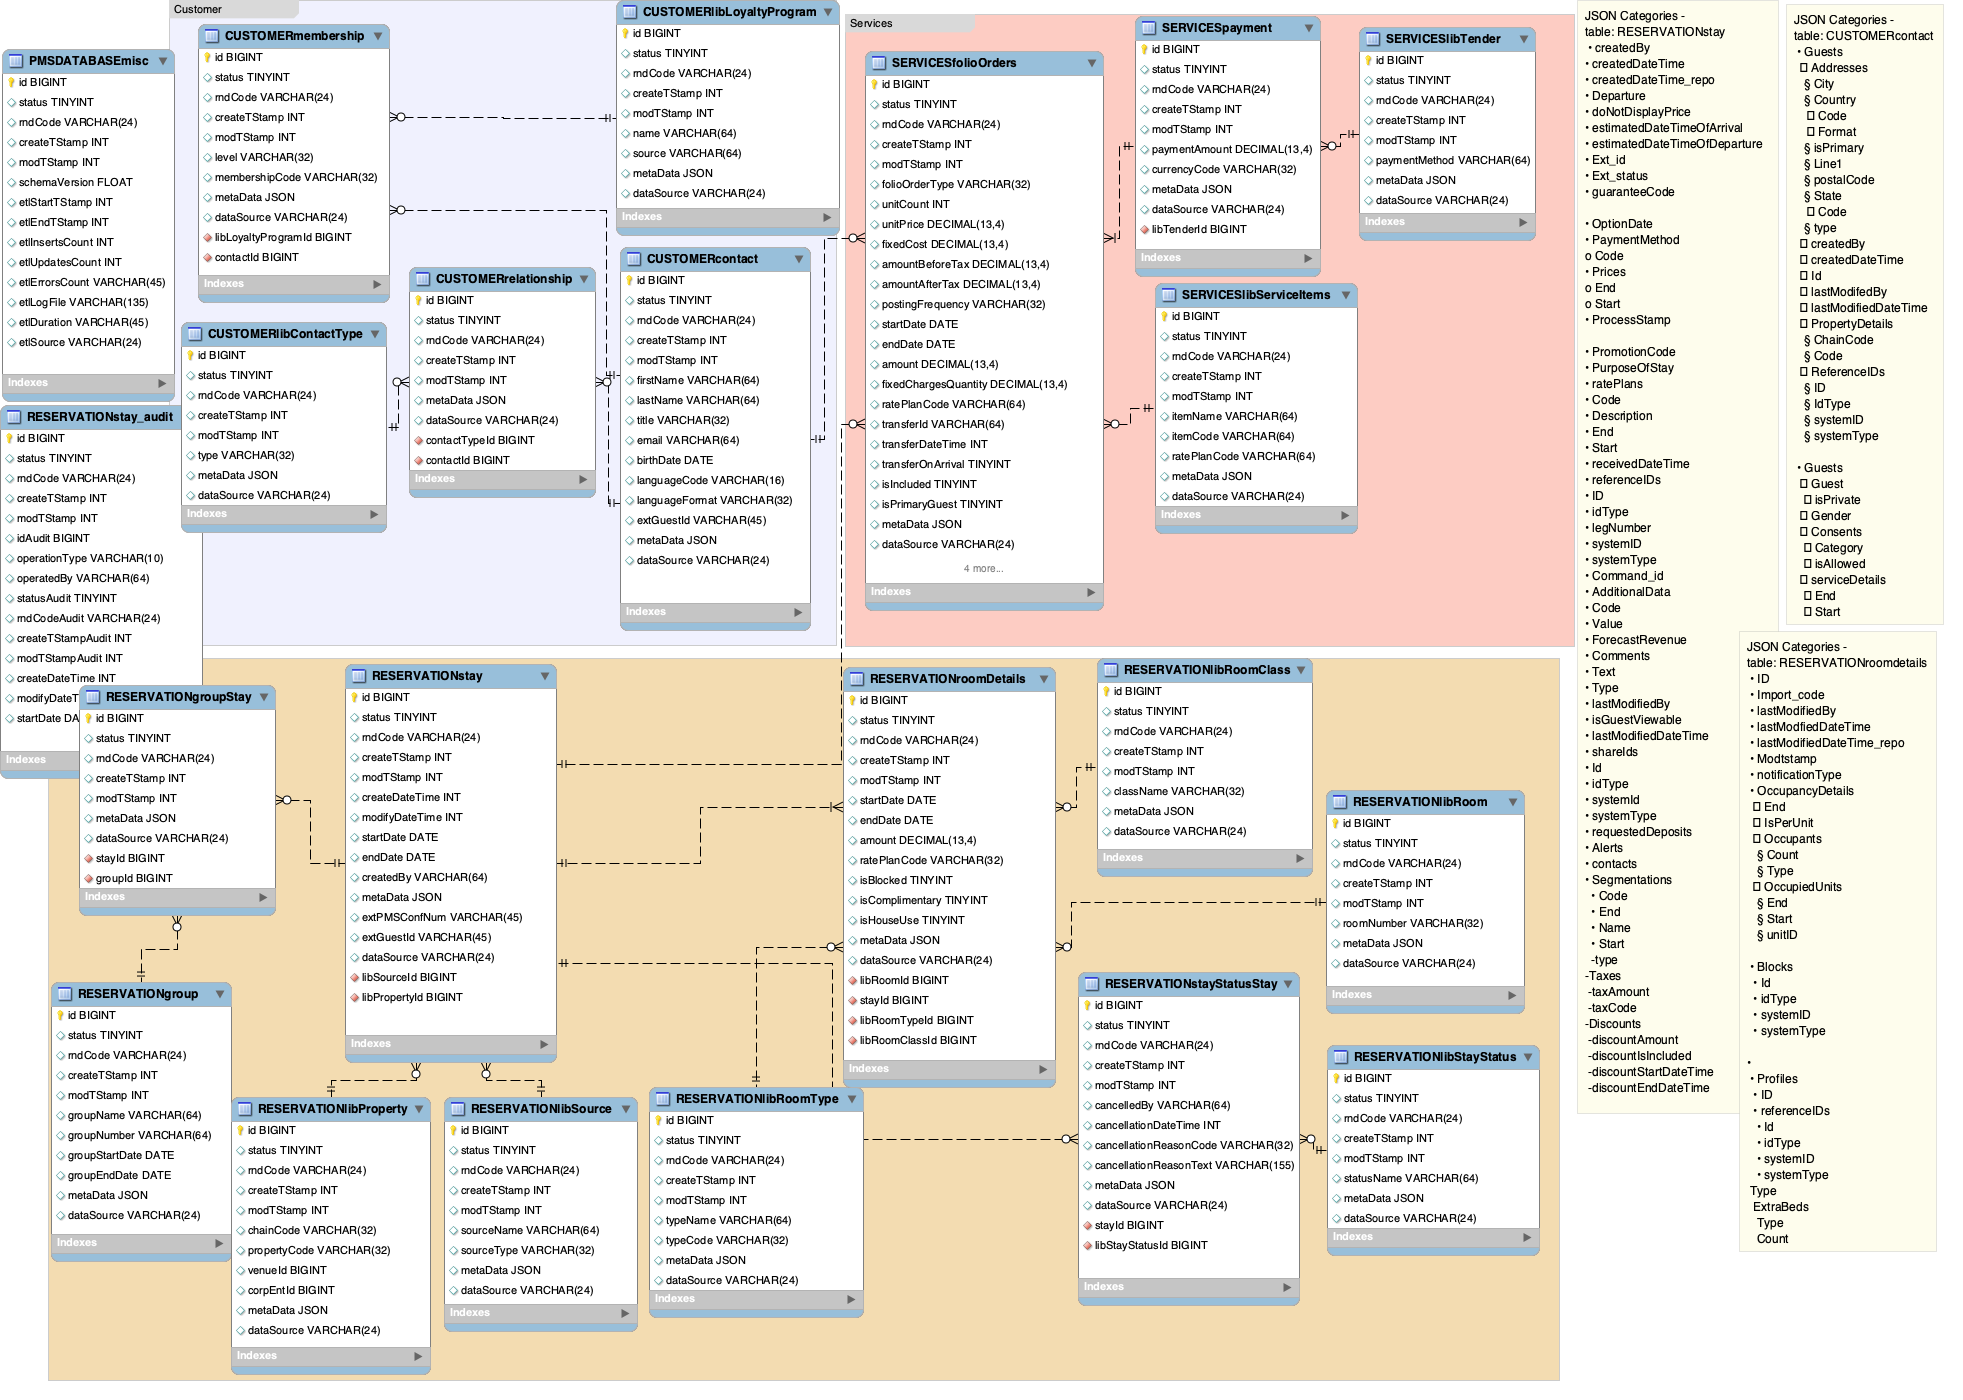 Customer
Services
PMSDATABASEmisc
id BIGINT
status TINYINT
rndCode VARCHAR(24)
createTStamp INT
modTStamp INT
schemaVersion FLOAT
etlStartTStamp INT
etlEndTStamp INT
etlInsertsCount INT
etlUpdatesCount INT
etlErrorsCount VARCHAR(45)
etlLogFile VARCHAR(135)
etlDuration VARCHAR(45)
etlSource VARCHAR(24)
Indexes
CUSTOMERmembership
id BIGINT
status TINYINT
rndCode VARCHAR(24)
createTStamp INT
modTStamp INT
level VARCHAR(32)
membershipCode VARCHAR(32)
metaData JSON
dataSource VARCHAR(24)
libLoyaltyProgramId BIGINT
contactId BIGINT
Indexes
CUSTOMERlibLoyaltyProgram
id BIGINT
status TINYINT
rndCode VARCHAR(24)
createTStamp INT
modTStamp INT
name VARCHAR(64)
source VARCHAR(64)
metaData JSON
dataSource VARCHAR(24)
Indexes
CUSTOMERlibContactType
id BIGINT
status TINYINT
rndCode VARCHAR(24)
createTStamp INT
modTStamp INT
type VARCHAR(32)
metaData JSON
dataSource VARCHAR(24)
Indexes
CUSTOMERrelationship
id BIGINT
status TINYINT
rndCode VARCHAR(24)
createTStamp INT
modTStamp INT
metaData JSON
dataSource VARCHAR(24)
contactTypeId BIGINT
contactId BIGINT
Indexes
CUSTOMERcontact
id BIGINT
status TINYINT
rndCode VARCHAR(24)
createTStamp INT
modTStamp INT
firstName VARCHAR(64)
lastName VARCHAR(64)
title VARCHAR(32)
email VARCHAR(64)
birthDate DATE
languageCode VARCHAR(16)
languageFormat VARCHAR(32)
extGuestId VARCHAR(45)
metaData JSON
dataSource VARCHAR(24)
Indexes
SERVICESfolioOrders
id BIGINT
status TINYINT
rndCode VARCHAR(24)
createTStamp INT
modTStamp INT
folioOrderType VARCHAR(32)
unitCount INT
unitPrice DECIMAL(13,4)
fixedCost DECIMAL(13,4)
amountBeforeTax DECIMAL(13,4)
amountAfterTax DECIMAL(13,4)
postingFrequency VARCHAR(32)
startDate DATE
endDate DATE
amount DECIMAL(13,4)
fixedChargesQuantity DECIMAL(13,4)
ratePlanCode VARCHAR(64)
transferId VARCHAR(64)
transferDateTime INT
transferOnArrival TINYINT
isIncluded TINYINT
isPrimaryGuest TINYINT
metaData JSON
dataSource VARCHAR(24)
4 more...
Indexes
SERVICESpayment
id BIGINT
status TINYINT
rndCode VARCHAR(24)
createTStamp INT
modTStamp INT
paymentAmount DECIMAL(13,4)
currencyCode VARCHAR(32)
metaData JSON
dataSource VARCHAR(24)
libTenderId BIGINT
Indexes
SERVICESlibTender
id BIGINT
status TINYINT
rndCode VARCHAR(24)
createTStamp INT
modTStamp INT
paymentMethod VARCHAR(64)
metaData JSON
dataSource VARCHAR(24)
Indexes
SERVICESlibServiceItems
id BIGINT
status TINYINT
rndCode VARCHAR(24)
createTStamp INT
modTStamp INT
itemName VARCHAR(64)
itemCode VARCHAR(64)
ratePlanCode VARCHAR(64)
metaData JSON
dataSource VARCHAR(24)
Indexes
RESERVATIONstay_audit
id BIGINT
status TINYINT
rndCode VARCHAR(24)
createTStamp INT
modTStamp INT
idAudit BIGINT
operationType VARCHAR(10)
operatedBy VARCHAR(64)
statusAudit TINYINT
rndCodeAudit VARCHAR(24)
createTStampAudit INT
modTStampAudit INT
createDateTime INT
modifyDateT
startDate DA
Indexes
RESERVATIONgroupStay
id BIGINT
status TINYINT
rndCode VARCHAR(24)
createTStamp INT
modTStamp INT
metaData JSON
dataSource VARCHAR(24)
stayId BIGINT
groupId BIGINT
Indexes
RESERVATIONstay
id BIGINT
status TINYINT
rndCode VARCHAR(24)
createTStamp INT
modTStamp INT
createDateTime INT
modifyDateTime INT
startDate DATE
endDate DATE
createdBy VARCHAR(64)
metaData JSON
extPMSConfNum VARCHAR(45)
extGuestId VARCHAR(45)
dataSource VARCHAR(24)
libSourceId BIGINT
libPropertyId BIGINT
Indexes
RESERVATIONroomDetails
id BIGINT
status TINYINT
rndCode VARCHAR(24)
createTStamp INT
modTStamp INT
startDate DATE
endDate DATE
amount DECIMAL(13,4)
ratePlanCode VARCHAR(32)
isBlocked TINYINT
isComplimentary TINYINT
isHouseUse TINYINT
metaData JSON
dataSource VARCHAR(24)
libRoomId BIGINT
stayId BIGINT
libRoomTypeId BIGINT
libRoomClassId BIGINT
Indexes
RESERVATIONlibRoomClass
id BIGINT
status TINYINT
rndCode VARCHAR(24)
createTStamp INT
modTStamp INT
className VARCHAR(32)
metaData JSON
dataSource VARCHAR(24)
Indexes
RESERVATIONlibRoom
id BIGINT
status TINYINT
rndCode VARCHAR(24)
createTStamp INT
modTStamp INT
roomNumber VARCHAR(32)
metaData JSON
dataSource VARCHAR(24)
Indexes
RESERVATIONgroup
id BIGINT
status TINYINT
rndCode VARCHAR(24)
createTStamp INT
modTStamp INT
groupName VARCHAR(64)
groupNumber VARCHAR(64)
groupStartDate DATE
groupEndDate DATE
metaData JSON
dataSource VARCHAR(24)
Indexes
RESERVATIONlibProperty
id BIGINT
status TINYINT
rndCode VARCHAR(24)
createTStamp INT
modTStamp INT
chainCode VARCHAR(32)
propertyCode VARCHAR(32)
venueId BIGINT
corpEntId BIGINT
metaData JSON
dataSource VARCHAR(24)
Indexes
RESERVATIONlibSource
id BIGINT
status TINYINT
rndCode VARCHAR(24)
createTStamp INT
modTStamp INT
sourceName VARCHAR(64)
sourceType VARCHAR(32)
metaData JSON
dataSource VARCHAR(24)
Indexes
RESERVATIONlibRoomType
id BIGINT
status TINYINT
rndCode VARCHAR(24)
createTStamp INT
modTStamp INT
typeName VARCHAR(64)
typeCode VARCHAR(32)
metaData JSON
dataSource VARCHAR(24)
Indexes
RESERVATIONstayStatusStay
id BIGINT
status TINYINT
rndCode VARCHAR(24)
createTStamp INT
modTStamp INT
cancelledBy VARCHAR(64)
cancellationDateTime INT
cancellationReasonCode VARCHAR(32)
cancellationReasonText VARCHAR(155)
metaData JSON
dataSource VARCHAR(24)
stayId BIGINT
libStayStatusId BIGINT
Indexes
RESERVATIONlibStayStatus
id BIGINT
status TINYINT
rndCode VARCHAR(24)
createTStamp INT
modTStamp INT
statusName VARCHAR(64)
metaData JSON
dataSource VARCHAR(24)
Indexes
JSON Categories -
table: RESERVATIONstay
• createdBy
• createdDateTime
• createdDateTime_repo
• Departure
• doNotDisplayPrice
• estimatedDateTimeOfArrival
• estimatedDateTimeOfDeparture
• Ext_id
• Ext_status
• guaranteeCode
• OptionDate
• PaymentMethod
o Code
• Prices
o End
o Start
• ProcessStamp
• PromotionCode
• PurposeOfStay
• ratePlans
• Code
• Description
• End
• Start
• receivedDateTime
• referenceIDs
• ID
• idType
• legNumber
• systemID
• systemType
• Command_id
• AdditionalData
• Code
• Value
• ForecastRevenue
• Comments
• Text
• Type
• lastModifiedBy
• isGuestViewable
• lastModifiedDateTime
• shareIds
• Id
• idType
• systemId
• systemType
• requestedDeposits
• Alerts
• contacts
• Segmentations
• Code
• End
• Name
• Start
-type
-Taxes
-taxAmount
-taxCode
-Discounts
-discountAmount
-discountIsIncluded
-discountStartDateTime
-discountEndDateTime
JSON Categories -
table: CUSTOMERcontact
• Guests
□ Addresses
§ City
§ Country
□ Code
□ Format
§ isPrimary
§ Line1
§ postalCode
§ State
□ Code
§ type
□ createdBy
□ createdDateTime
□ Id
□ lastModifedBy
□ lastModifiedDateTime
□ PropertyDetails
§ ChainCode
§ Code
□ ReferenceIDs
§ ID
§ IdType
§ systemID
§ systemType
• Guests
□ Guest
□ isPrivate
□ Gender
□ Consents
□ Category
□ isAllowed
□ serviceDetails
□ End
□ Start
JSON Categories -
table: RESERVATIONroomdetails
• ID
• Import_code
• lastModifiedBy
• lastModfiedDateTime
• lastModifiedDateTime_repo
• Modtstamp
• notificationType
• OccupancyDetails
□ End
□ IsPerUnit
□ Occupants
§ Count
§ Type
□ OccupiedUnits
§ End
§ Start
§ unitID
• Blocks
• Id
• idType
• systemID
• systemType
•
• Profiles
• ID
• referenceIDs
• Id
• idType
• systemID
• systemType
Type
ExtraBeds
Type
Count